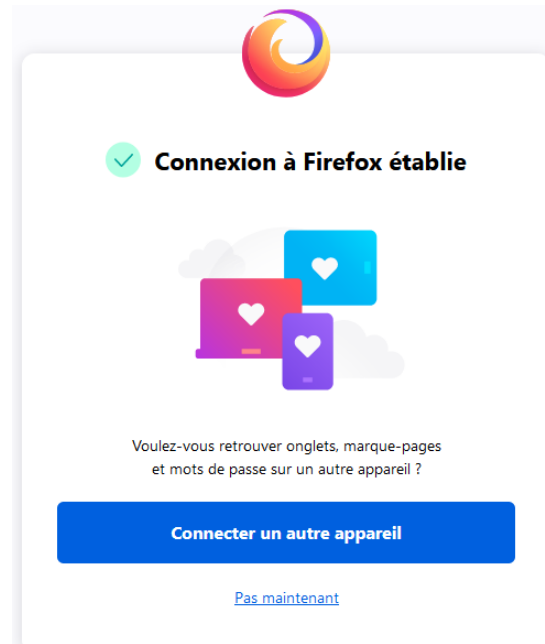 Connexion à Firefox établie
Voulez-vous retrouver onglets, marque-pages
et mots de passe sur un autre appareil ?
Connecter un autre appareil
Pas maintenant